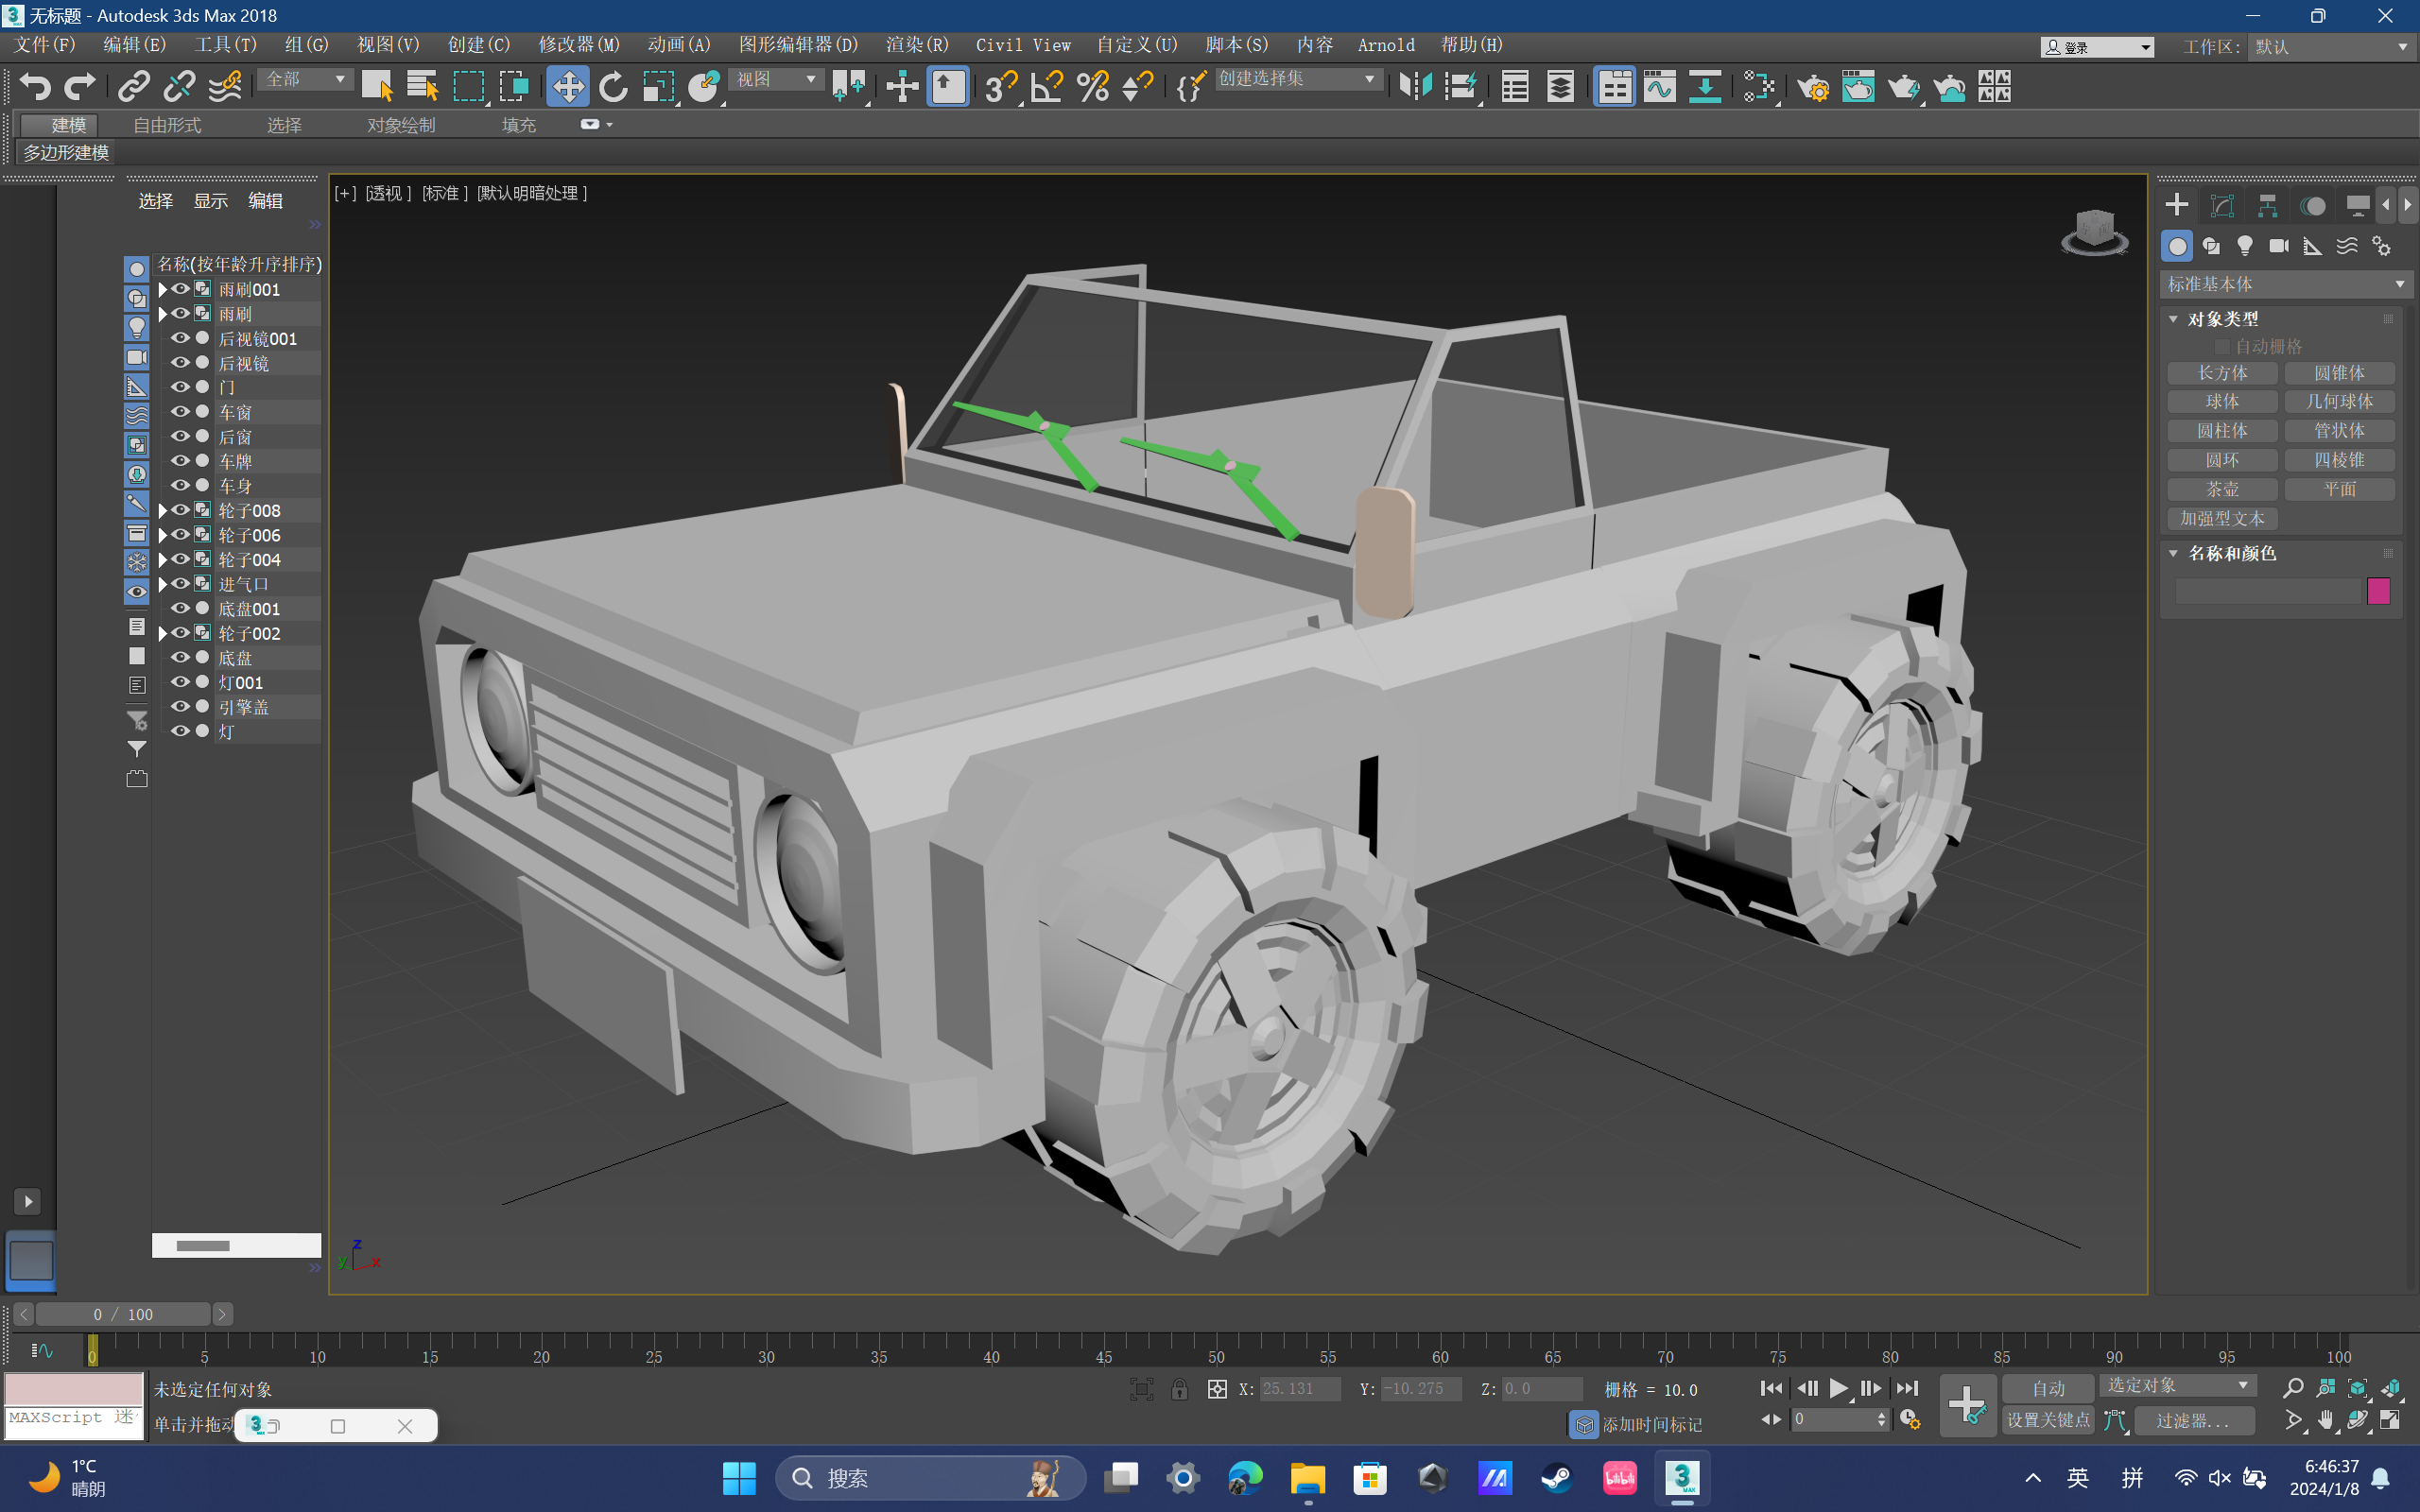 无标题 - Autodesk 3ds Max 2018
文件(F) 编辑(E) 工具(T) 组(G) 视图(V) 创建(C) 修改器(M) 动画(A) 图形编辑器(D) 渲染(R) Civil View 自定义(U) 脚本(S) 内容 Arnold 帮助(H) 登录 工作区: 默认
全部 视图 创建选择集
建模 自由形式 选择 对象绘制 填充
多边形建模
选择 显示 编辑
名称(按年龄升序排序)
雨刷001
雨刷
后视镜001
后视镜
门
车窗
后窗
车牌
车身
轮子008
轮子006
轮子004
进气口
底盘001
轮子002
底盘
灯001
引擎盖
灯
[+] [透视] [标准] [默认明暗处理]
z
y x
标准基本体
对象类型
自动栅格
长方体 圆锥体
球体 几何球体
圆柱体 管状体
圆环 四棱锥
茶壶 平面
加强型文本
名称和颜色
0 / 100
0 5 10 15 20 25 30 35 40 45 50 55 60 65 70 75 80 85 90 95 100
未选定任何对象 X: 25.131 Y: -10.275 Z: 0.0 栅格 = 10.0 自动 选定对象
MAXScript 迷 单击并拖动 添加时间标记 0 设置关键点 过滤器...
1°C
晴朗
搜索
bilibili
英 拼
6:46:37
2024/1/8